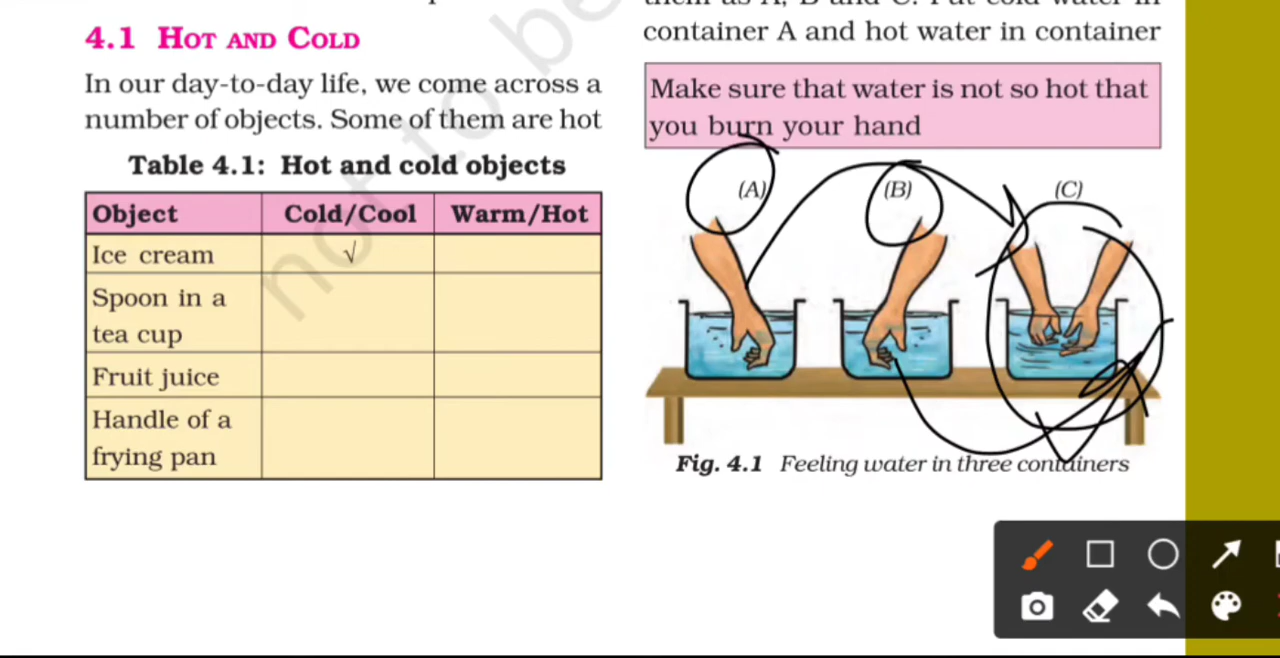 4.1 HOT AND COLD
In our day-to-day life, we come across a
number of objects. Some of them are hot
Table 4.1: Hot and cold objects
Object Cold/Cool Warm/Hot
Ice cream √
Spoon in a
tea cup
Fruit juice
Handle of a
frying pan
container A and hot water in container
Make sure that water is not so hot that
you burn your hand
(A) (B) (C)
Fig. 4.1 Feeling water in three containers
not to be